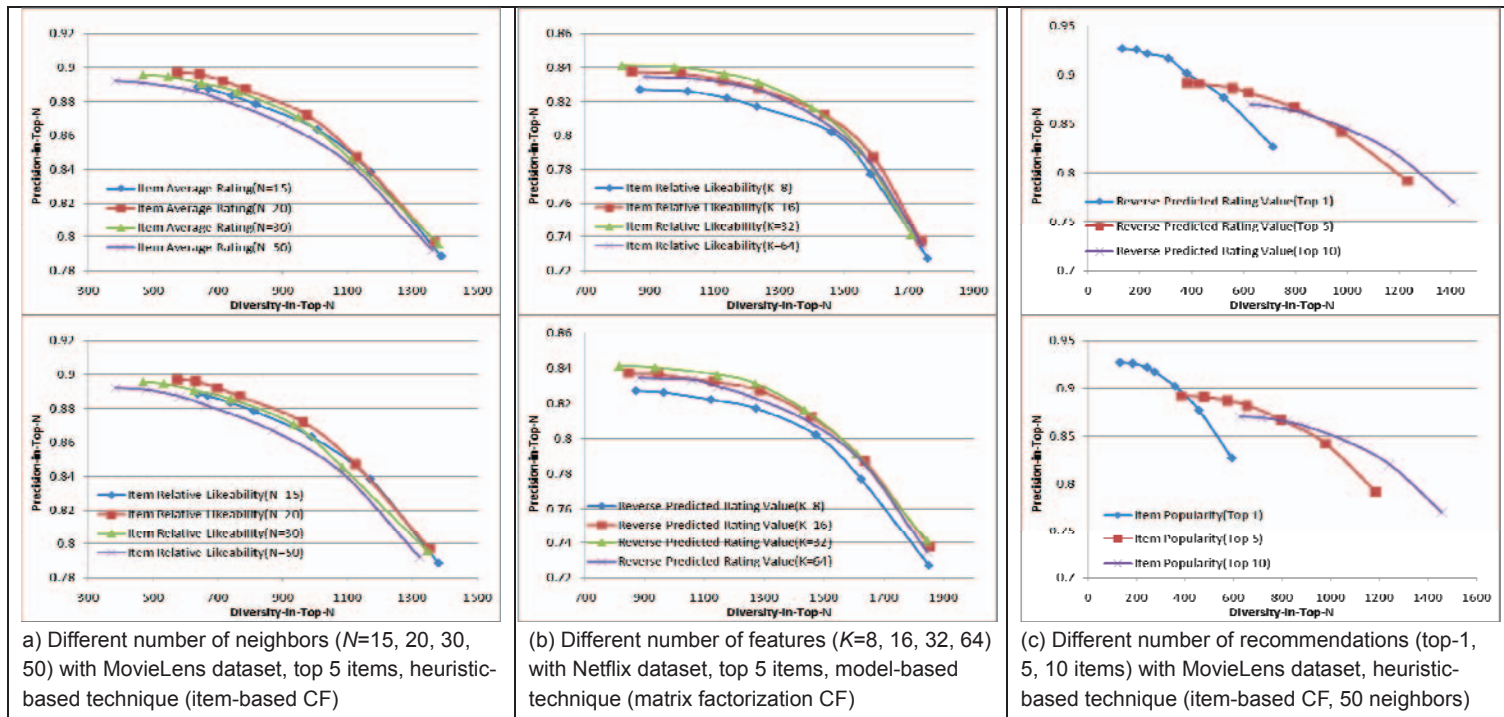 0.92
0.9
0.88
0.86
0.84
0.82
0.8
0.78
Precision-in-Top-N
Item Average Rating(N=15)
Item Average Rating(N=20)
Item Average Rating(N=30)
Item Average Rating(N=50)
300 500 700 900 1100 1300 1500
Diversity-in-Top-N
0.86
0.84
0.82
0.8
0.78
0.76
0.74
0.72
Precision-in-Top-N
Item Relative Likeability(K=8)
Item Relative Likeability(K=16)
Item Relative Likeability(K=32)
Item Relative Likeability(K=64)
700 900 1100 1300 1500 1700 1900
Diversity-in-Top-N
0.95
0.9
0.85
0.8
0.75
0.7
Precision-in-Top-N
Reverse Predicted Rating Value(Top 1)
Reverse Predicted Rating Value(Top 5)
Reverse Predicted Rating Value(Top 10)
0 200 400 600 800 1000 1200 1400
Diversity-in-Top-N
0.92
0.9
0.88
0.86
0.84
0.82
0.8
0.78
Precision-in-Top-N
Item Relative Likeability(N=15)
Item Relative Likeability(N=20)
Item Relative Likeability(N=30)
Item Relative Likeability(N=50)
300 500 700 900 1100 1300 1500
Diversity-in-Top-N
0.86
0.84
0.82
0.8
0.78
0.76
0.74
0.72
Precision-in-Top-N
Reverse Predicted Rating Value(K=8)
Reverse Predicted Rating Value(K=16)
Reverse Predicted Rating Value(K=32)
Reverse Predicted Rating Value(K=64)
700 900 1100 1300 1500 1700 1900
Diversity-in-Top-N
0.95
0.9
0.85
0.8
0.75
0.7
Precision-in-Top-N
Item Popularity(Top 1)
Item Popularity(Top 5)
Item Popularity(Top 10)
0 200 400 600 800 1000 1200 1400 1600
Diversity-in-Top-N
a) Different number of neighbors (N=15, 20, 30,
50) with MovieLens dataset, top 5 items, heuristic-
based technique (item-based CF)
(b) Different number of features (K=8, 16, 32, 64)
with Netflix dataset, top 5 items, model-based
technique (matrix factorization CF)
(c) Different number of recommendations (top-1,
5, 10 items) with MovieLens dataset, heuristic-
based technique (item-based CF, 50 neighbors)